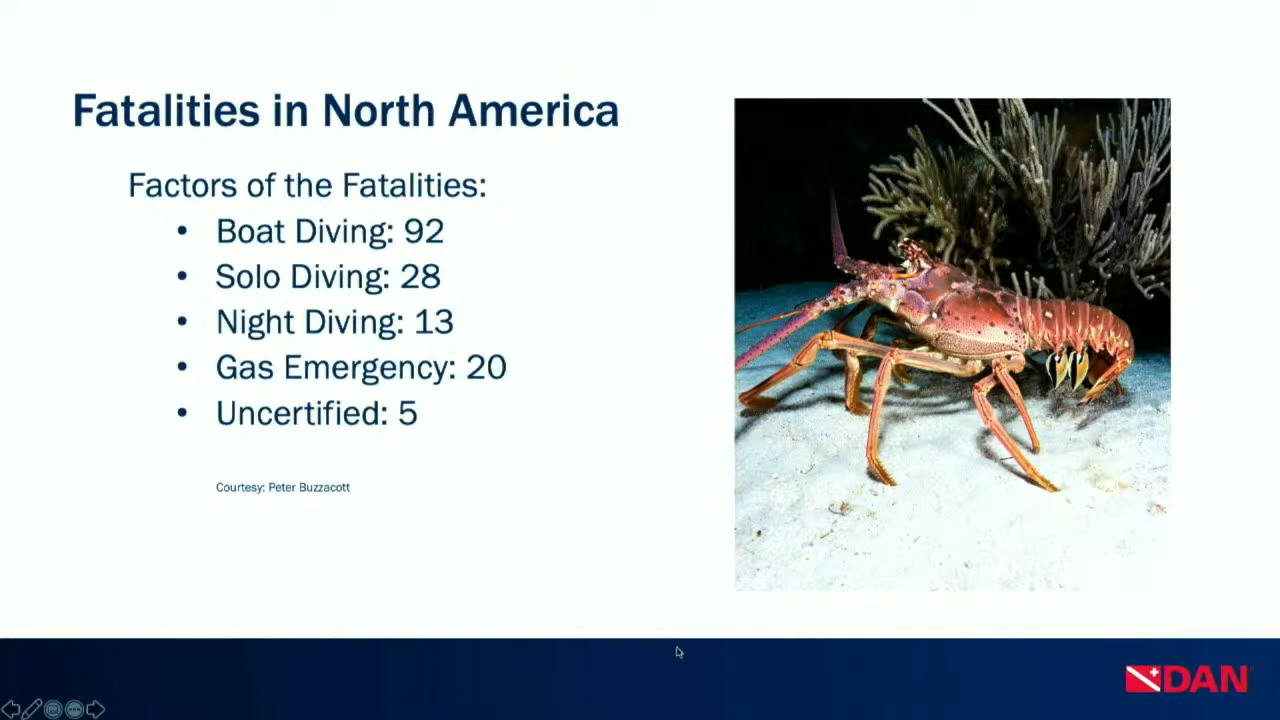 Fatalities in North America
Factors of the Fatalities:
• Boat Diving: 92
• Solo Diving: 28
• Night Diving: 13
• Gas Emergency: 20
• Uncertified: 5
Courtesy: Peter Buzzacott
DAN